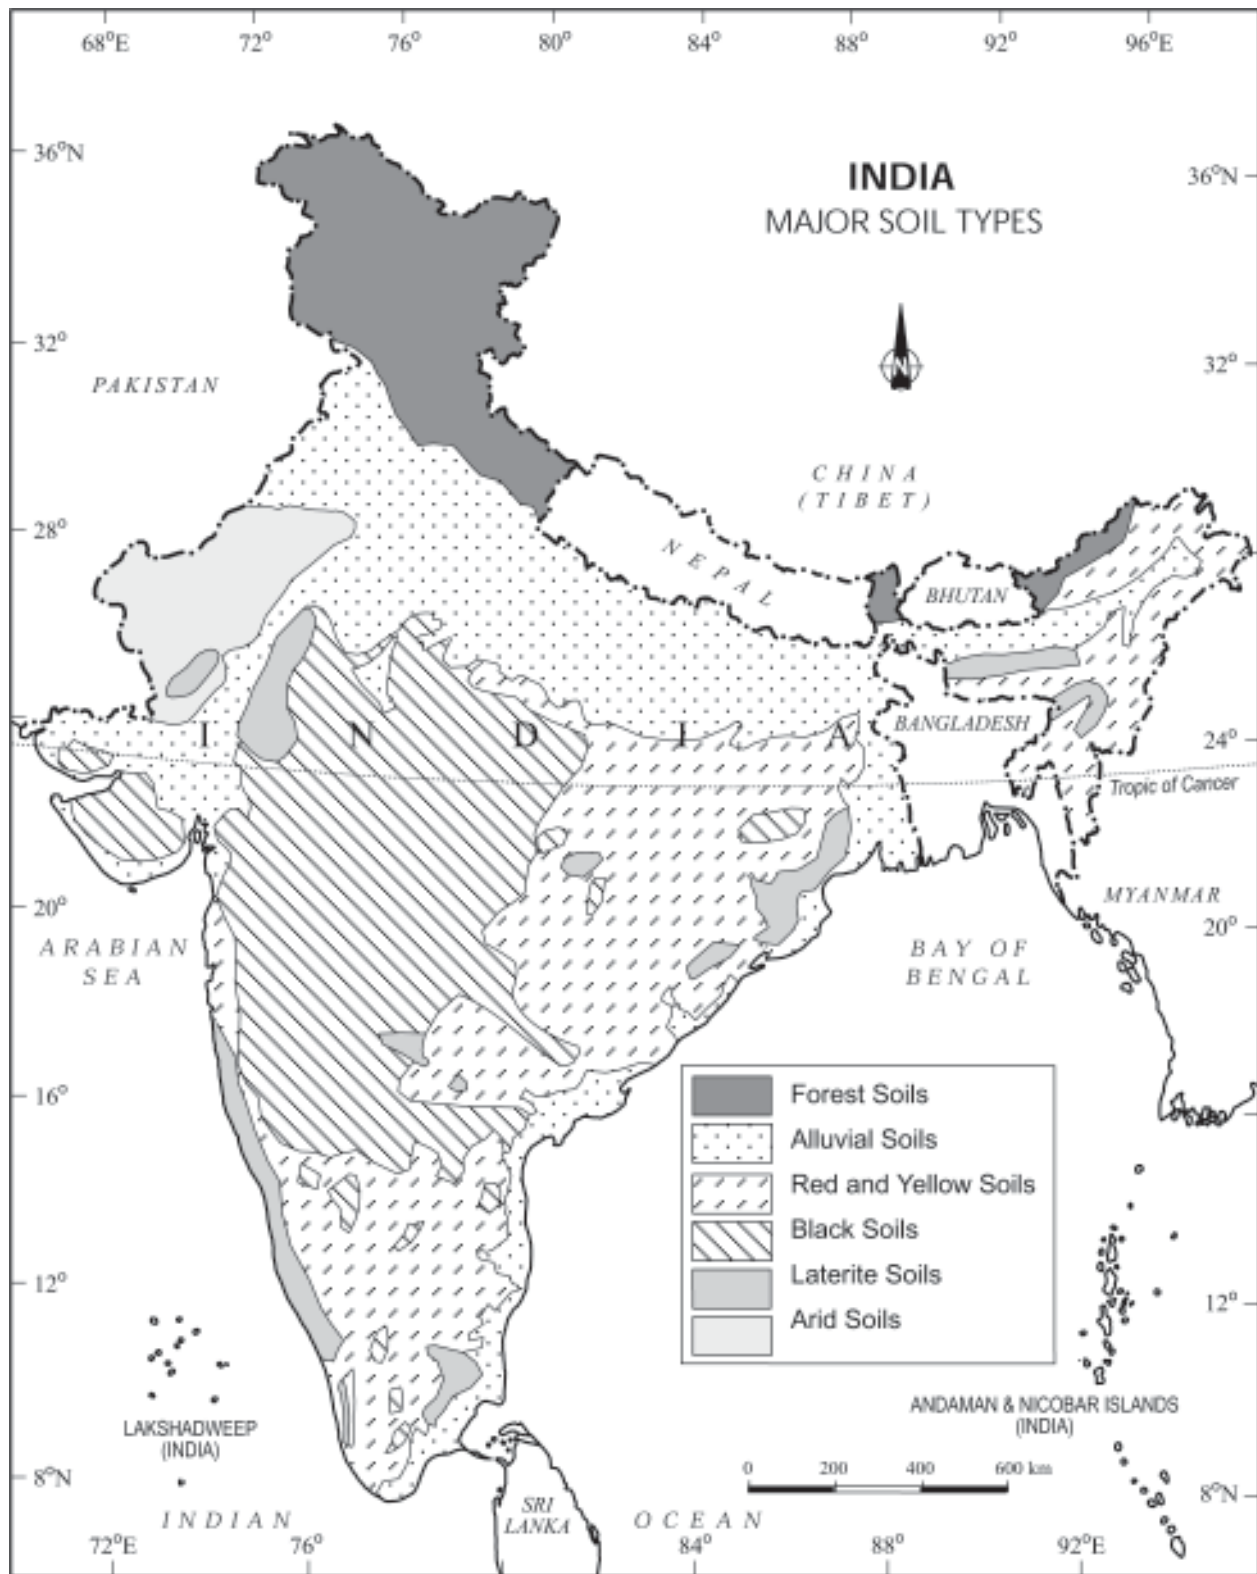 68°E 72° 76° 80° 84° 88° 92° 96°E
36°N
INDIA
36°N
MAJOR SOIL TYPES
N
32°
32°
PAKISTAN
CHINA
(TIBET)
28°
NEPAL
BHUTAN
I N D I A
BANGLADESH
24°
Tropic of Cancer
MYANMAR
20°
20°
ARABIAN
SEA
BAY OF
BENGAL
16°
Forest Soils
Alluvial Soils
Red and Yellow Soils
Black Soils
Laterite Soils
Arid Soils
12°
12°
LAKSHADWEEP
(INDIA)
ANDAMAN & NICOBAR ISLANDS
(INDIA)
0 200 400 600 km
8°N
8°N
SRI
LANKA
INDIAN OCEAN
72°E 76° 84° 88° 92°E